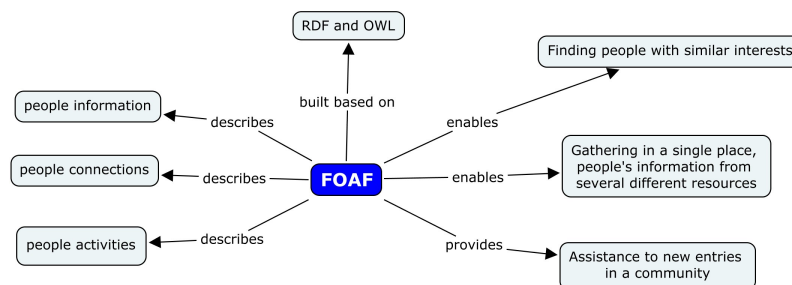 RDF and OWL
Finding people with similar interests
built based on
people information
describes
enables
Gathering in a single place,
people's information from
several different resources
people connections
describes
FOAF
enables
people activities
describes
provides
Assistance to new entries
in a community